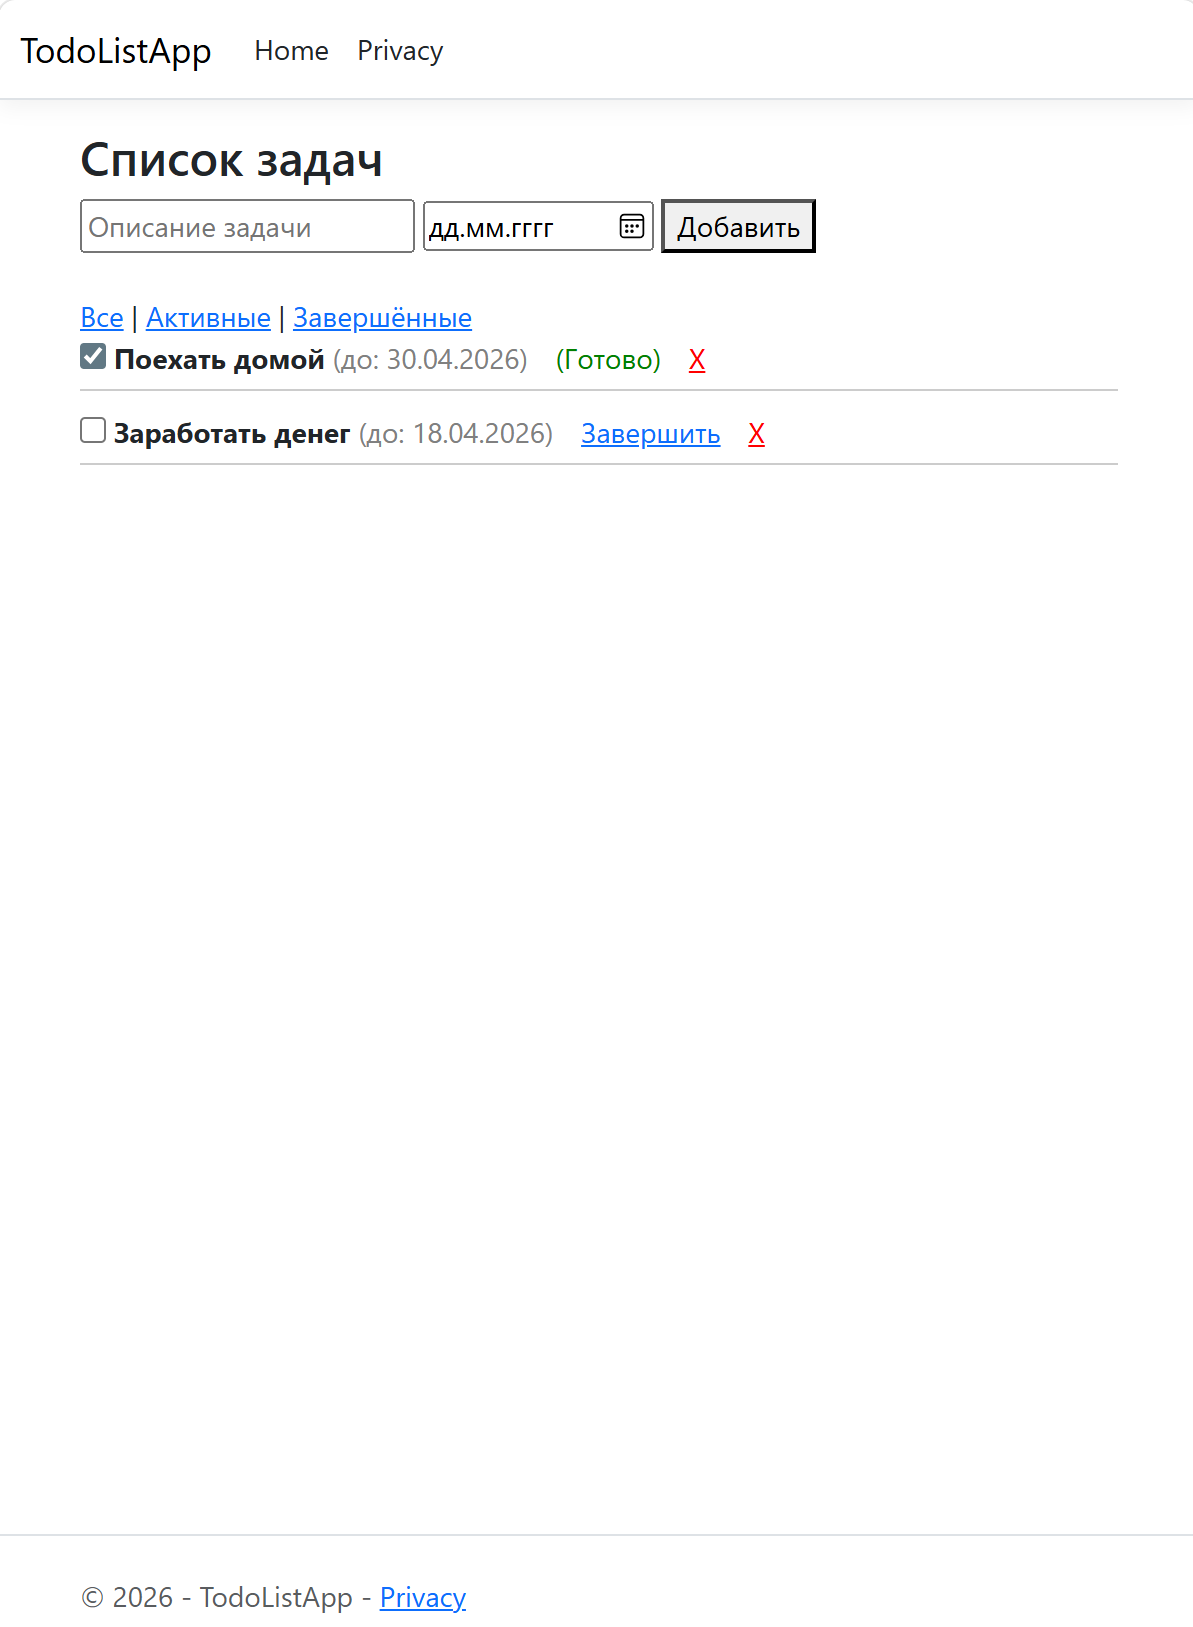 TodoListApp Home Privacy
Список задач
Описание задачи дд.мм.гггг Добавить
Все | Активные | Завершённые
Поехать домой (до: 30.04.2026) (Готово) X
Заработать денег (до: 18.04.2026) Завершить X
© 2026 - TodoListApp - Privacy